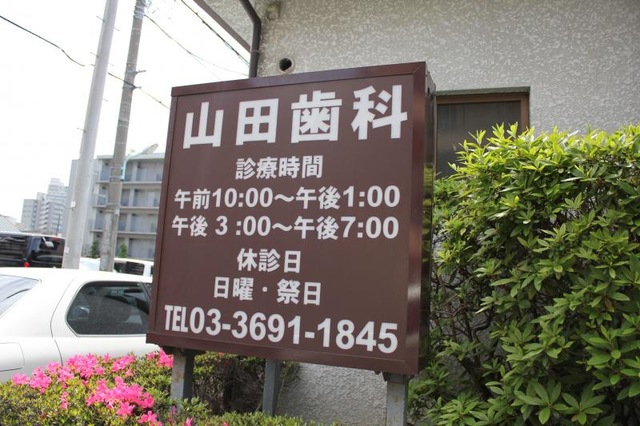 山田歯科
診療時間
午前10:00～午後1:00
午後 3 :00～午後7:00
休診日
日曜・祭日
TEL03-3691-1845